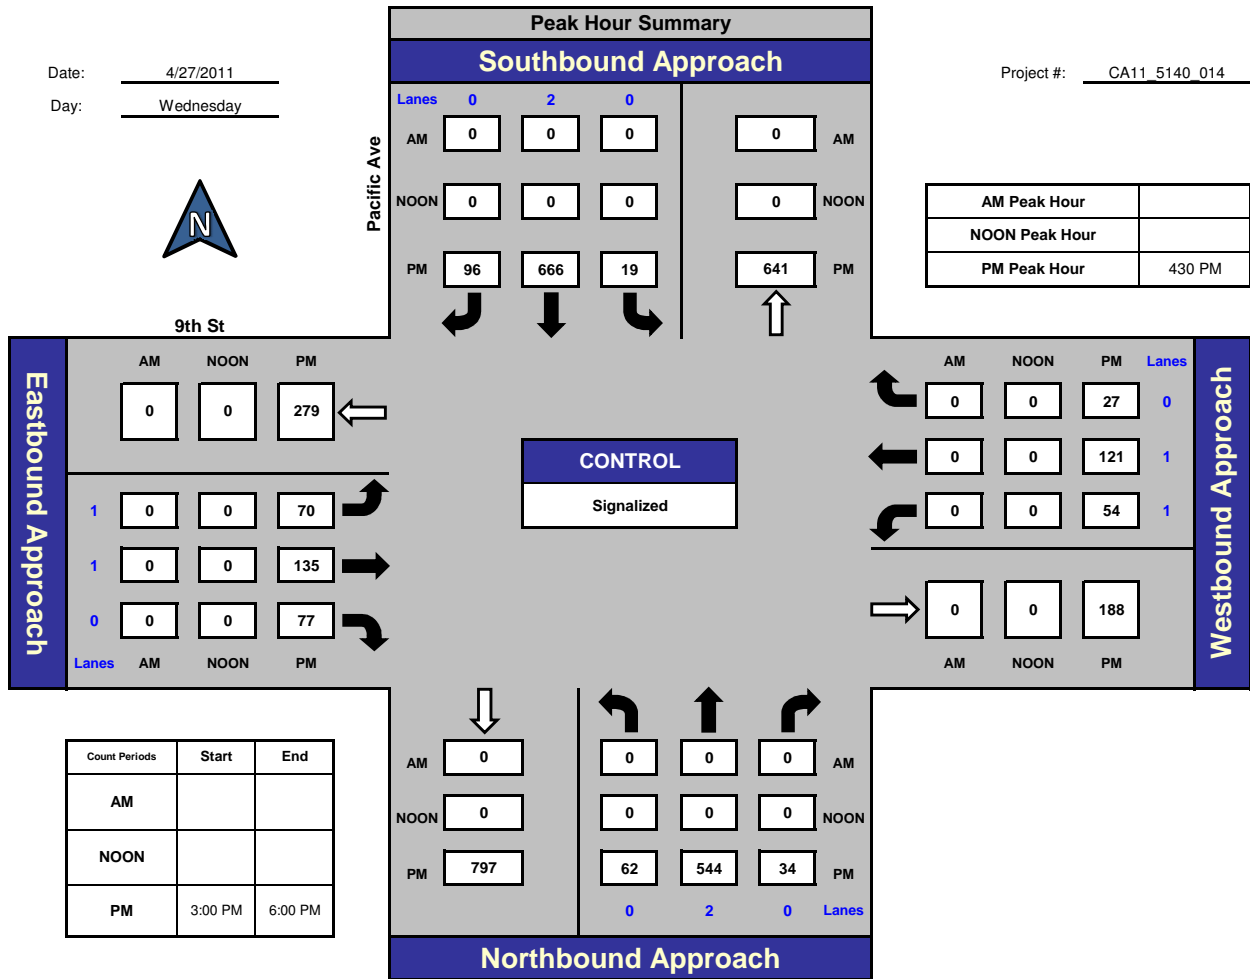 Peak Hour Summary
Southbound Approach
Date: 4/27/2011
Day: Wednesday
Project #: CA11_5140_014
Lanes 0 2 0
AM 0 0 0 0 AM
NOON 0 0 0 0 NOON
PM 96 666 19 641 PM
Pacific Ave
N
AM Peak Hour
NOON Peak Hour
PM Peak Hour 430 PM
9th St
Eastbound Approach
AM NOON PM
0 0 279
1 0 0 70
1 0 0 135
0 0 0 77
Lanes AM NOON PM
CONTROL
Signalized
AM NOON PM Lanes
0 0 27 0
0 0 121 1
0 0 54 1
0 0 188
AM NOON PM
Westbound Approach
Count Periods Start End
AM
NOON
PM 3:00 PM 6:00 PM
AM 0 0 0 0 AM
NOON 0 0 0 0 NOON
PM 797 62 544 34 PM
0 2 0 Lanes
Northbound Approach